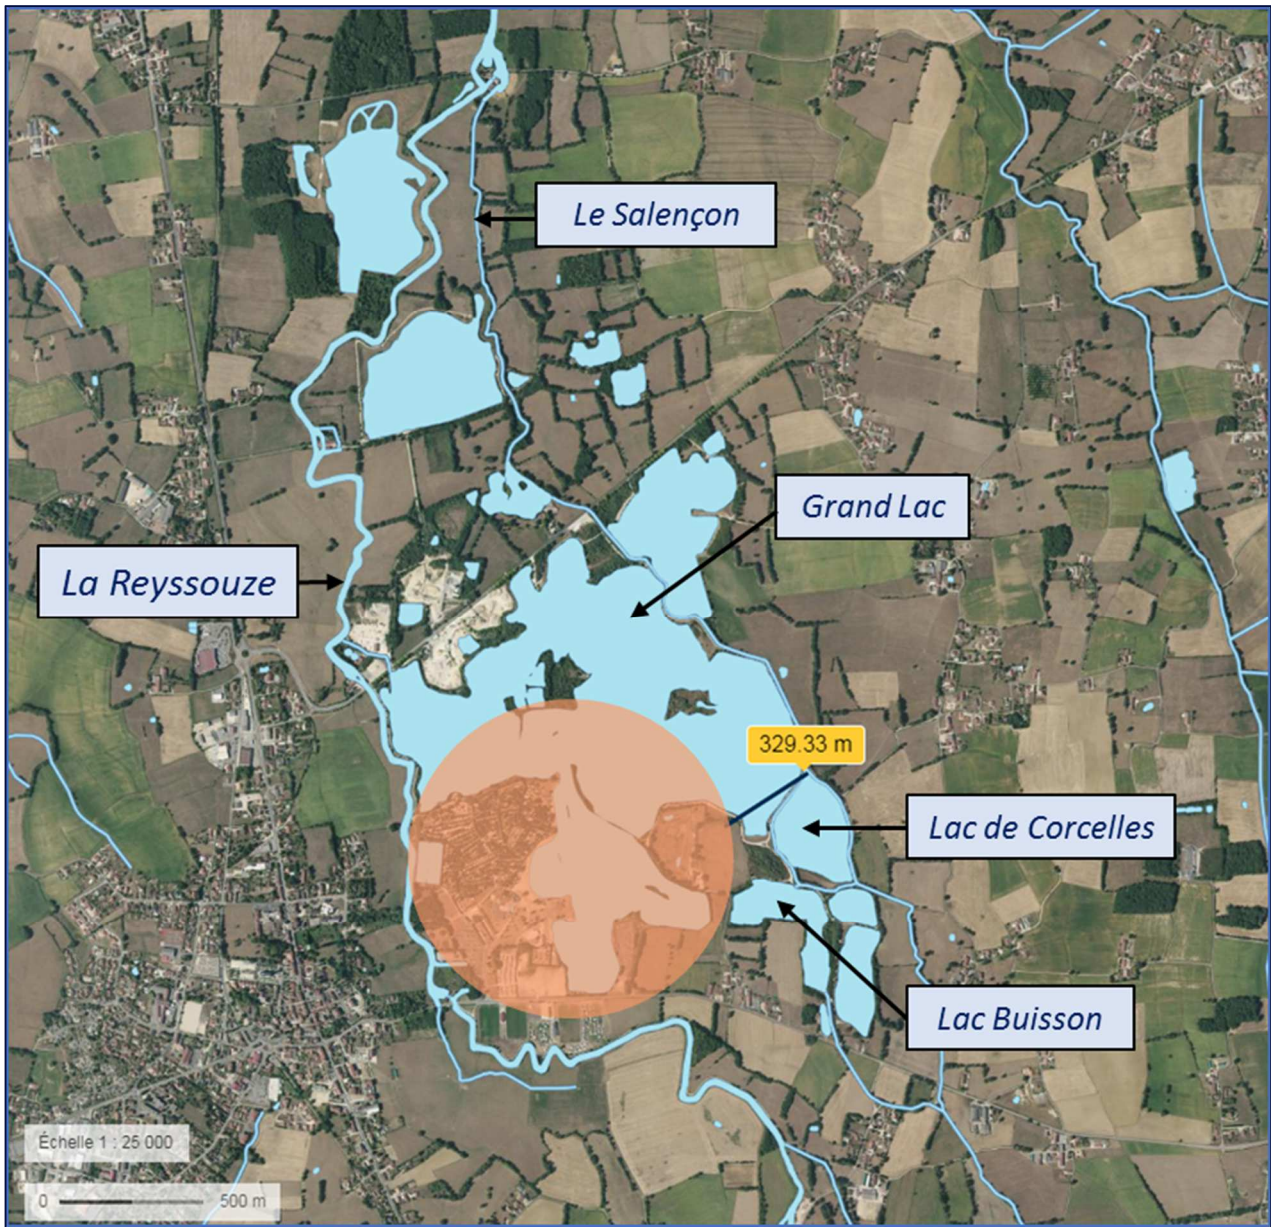 Le Salençon
Grand Lac
La Reyssouze
329.33 m
Lac de Corcelles
Lac Buisson
Échelle 1 : 25 000
0 500 m